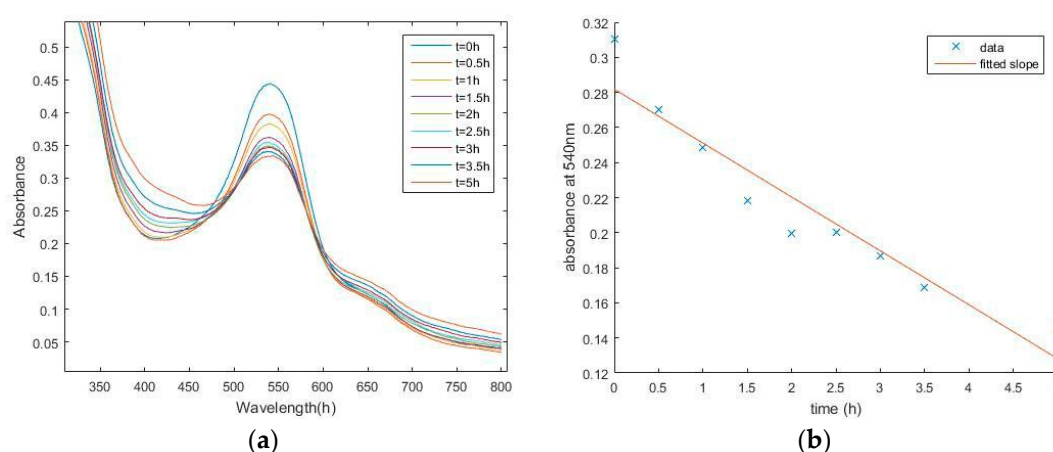 0.5
0.45
0.4
0.35
0.3
0.25
0.2
0.15
0.1
0.05
Absorbance
350 400 450 500 550 600 650 700 750 800
Wavelength(h)
t=0h
t=0.5h
t=1h
t=1.5h
t=2h
t=2.5h
t=3h
t=3.5h
t=5h
(a)
0.32
0.3
0.28
0.26
0.24
0.22
0.2
0.18
0.16
0.14
0.12
absorbance at 540nm
0 0.5 1 1.5 2 2.5 3 3.5 4 4.5
time (h)
data
fitted slope
(b)